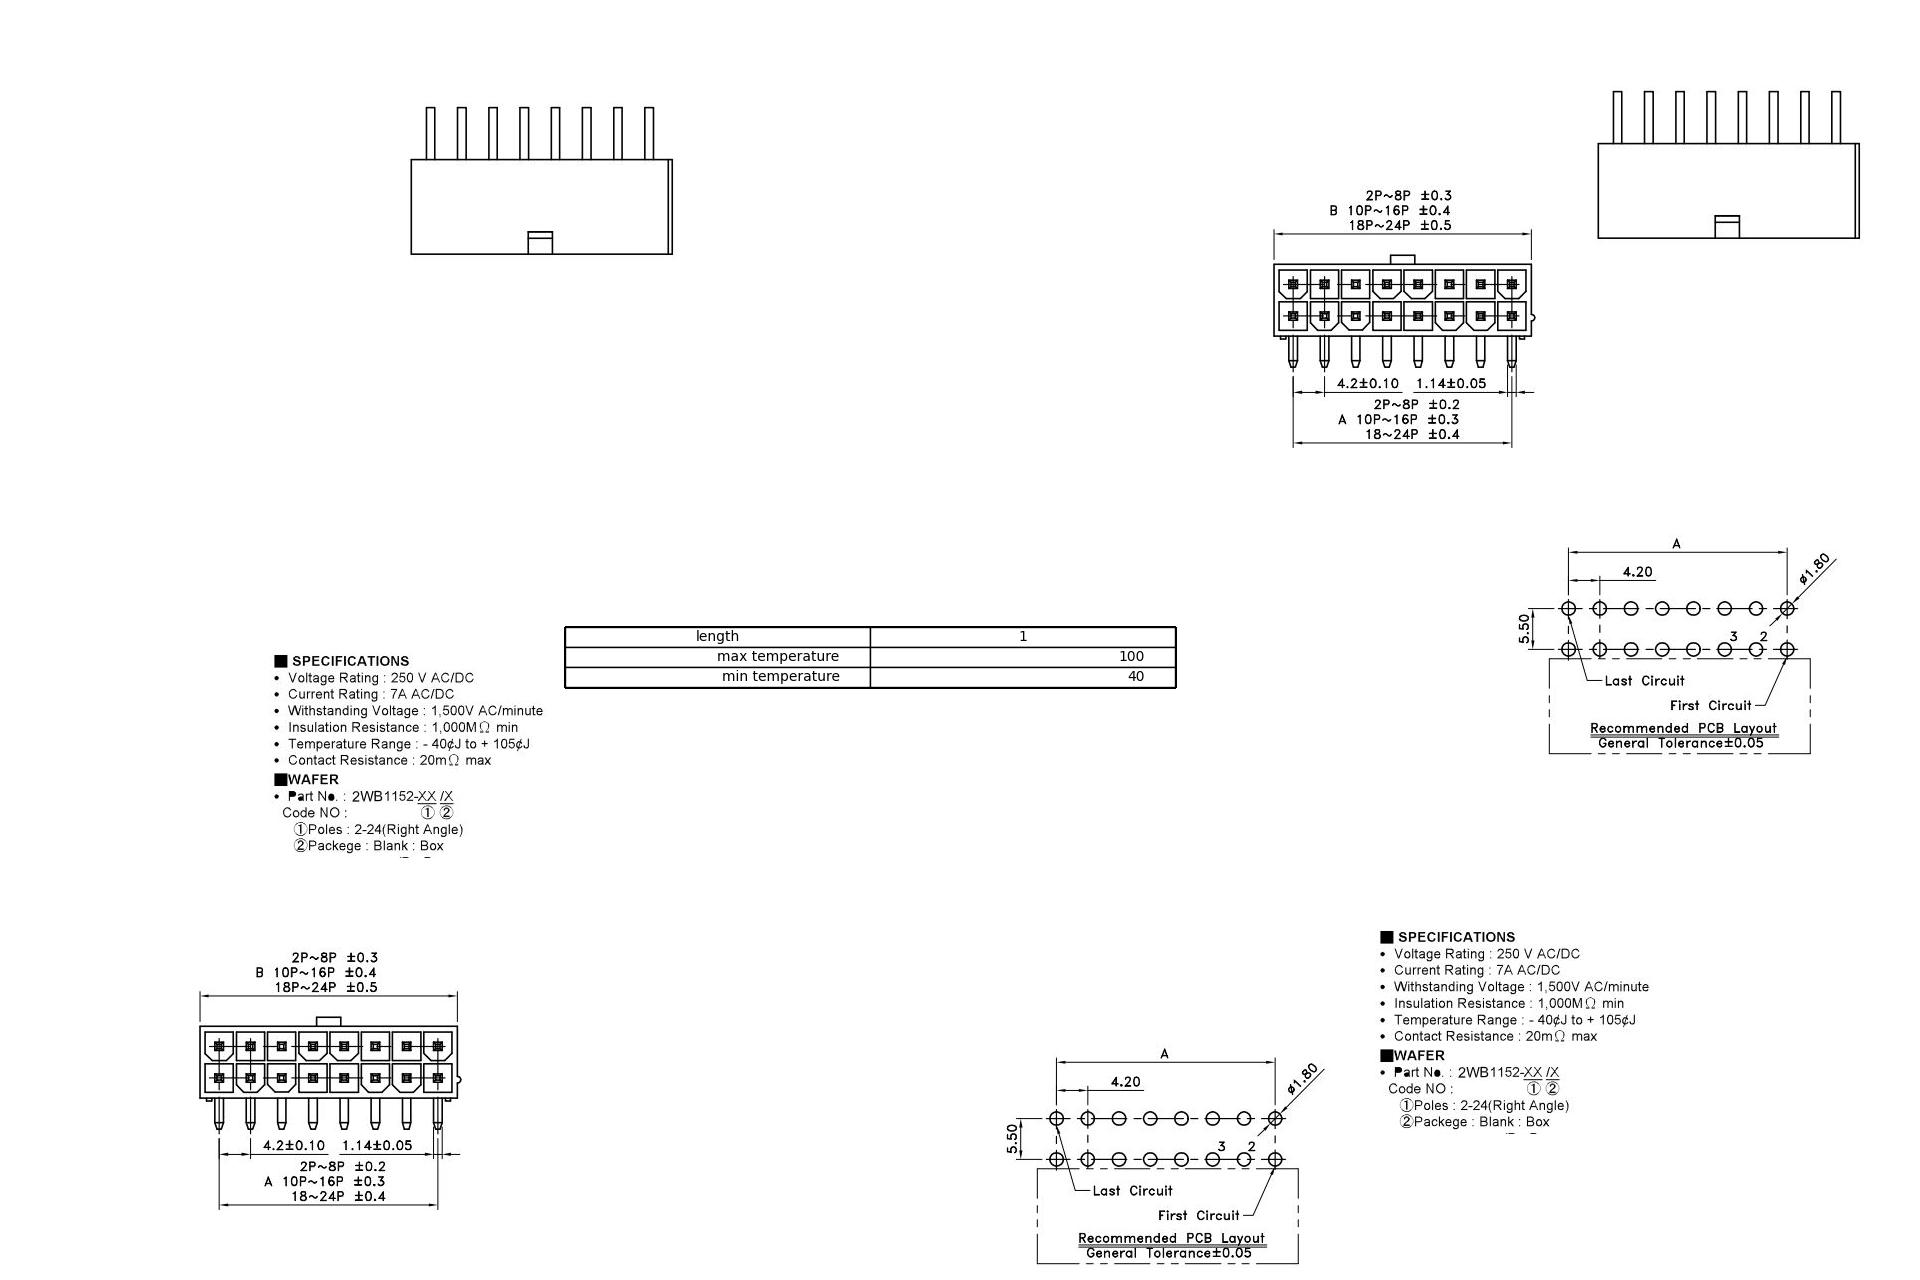 2P~8P ±0.3
B 10P~16P ±0.4
18P~24P ±0.5
4.2±0.10 1.14±0.05
2P~8P ±0.2
A 10P~16P ±0.3
18~24P ±0.4
A
4.20
ø1.80
5.50
3 2
Last Circuit
First Circuit
Recommended PCB Layout
General Tolerance±0.05
length 1
max temperature 100
min temperature 40
■ SPECIFICATIONS
• Voltage Rating : 250 V AC/DC
• Current Rating : 7A AC/DC
• Withstanding Voltage : 1,500V AC/minute
• Insulation Resistance : 1,000MΩ min
• Temperature Range : - 40¢J to + 105¢J
• Contact Resistance : 20mΩ max
■WAFER
• Part No. : 2WB1152-XX /X
Code NO : ① ②
①Poles : 2-24(Right Angle)
②Packege : Blank : Box
2P~8P ±0.3
B 10P~16P ±0.4
18P~24P ±0.5
4.2±0.10 1.14±0.05
2P~8P ±0.2
A 10P~16P ±0.3
18~24P ±0.4
A
4.20
ø1.80
5.50
3 2
Last Circuit
First Circuit
Recommended PCB Layout
General Tolerance±0.05
■ SPECIFICATIONS
• Voltage Rating : 250 V AC/DC
• Current Rating : 7A AC/DC
• Withstanding Voltage : 1,500V AC/minute
• Insulation Resistance : 1,000MΩ min
• Temperature Range : - 40¢J to + 105¢J
• Contact Resistance : 20mΩ max
■WAFER
• Part No. : 2WB1152-XX /X
Code NO : ① ②
①Poles : 2-24(Right Angle)
②Packege : Blank : Box